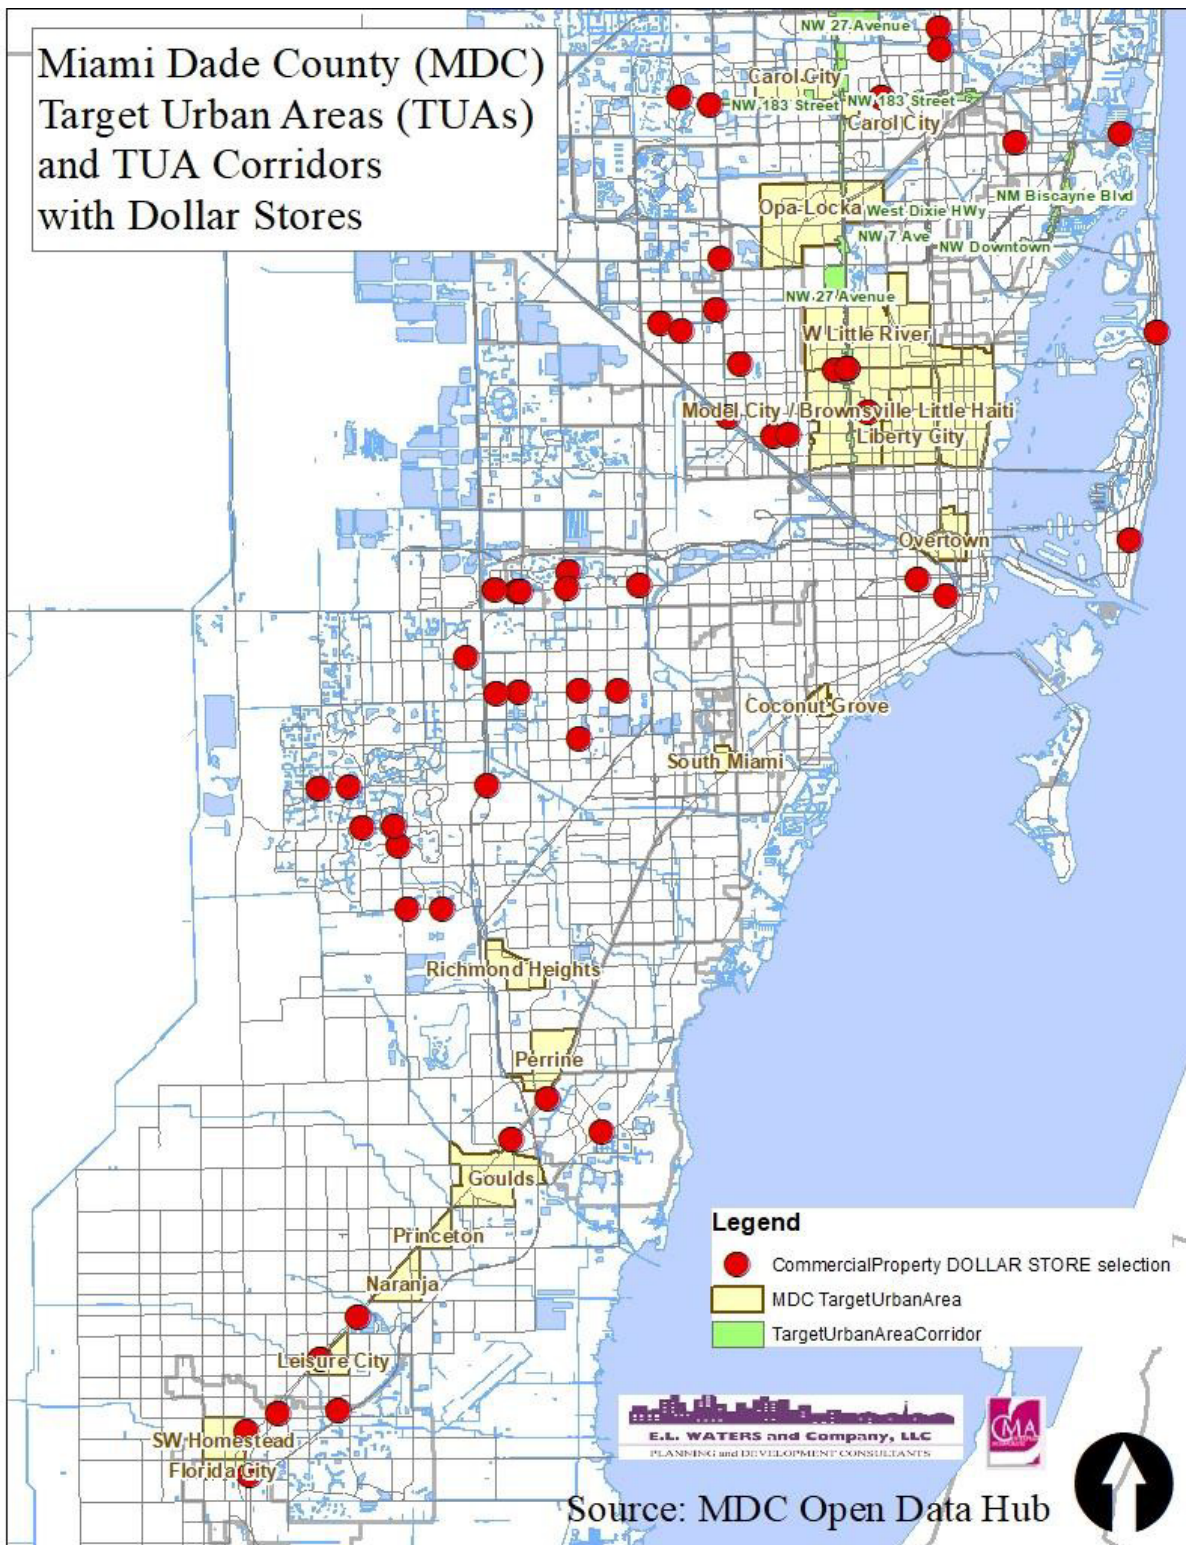 Miami Dade County (MDC)
Target Urban Areas (TUAs)
and TUA Corridors
with Dollar Stores
NW 27 Avenue
Carol City
NW 183 Street
NW 183 Street
Carol City
NM Biscayne Blvd
Opa-Locka
West Dixie HWy
NW 7 Ave
NW Downtown
NW 27 Avenue
W Little River
Model City / Brownsville Little Haiti
Liberty City
Overtown
Coconut Grove
South Miami
Richmond Heights
Perrine
Goulds
Princeton
Naranja
Leisure City
SW Homestead
Florida City
Legend
CommercialProperty DOLLAR STORE selection
MDC TargetUrbanArea
TargetUrbanAreaCorridor
E.L. WATERS and Company, LLC
PLANNING and DEVELOPMENT CONSULTANTS
CMA
Source: MDC Open Data Hub